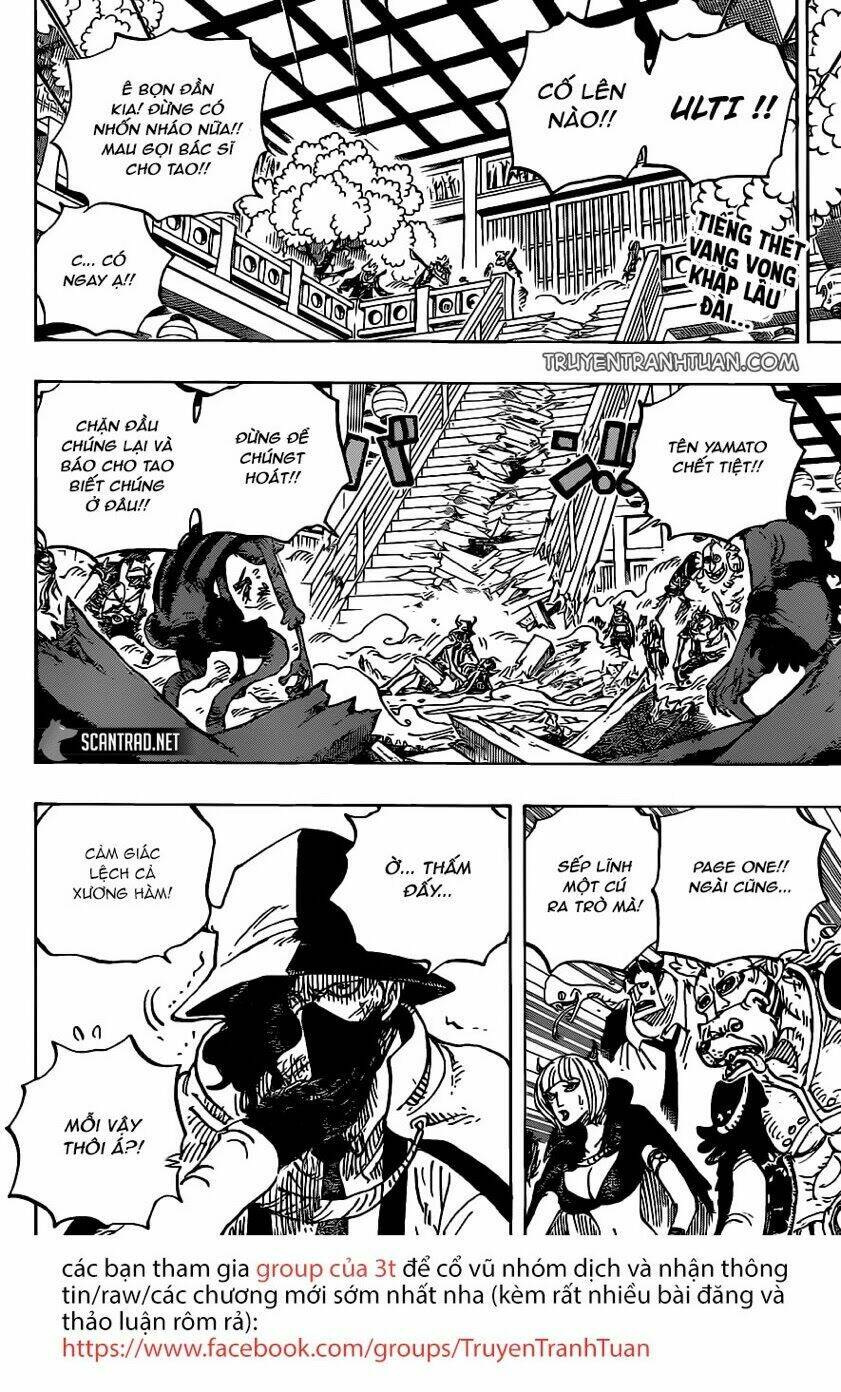 ULTI !!
CỐ LÊN
NÀO!!
Ê BỌN ĐẦN
KIA! ĐỪNG CÓ
NHỐN NHÁO NỮA!!
MAU GỌI BÁC SĨ
CHO TAO!!
TIẾNG THÉT
VANG VỌNG
KHẮP LÂU
ĐÀI...
C... CÓ
NGAY Ạ!!
TRUYENTRANHTUAN.COM
TÊN YAMATO
CHẾT TIỆT!!
ĐỪNG ĐỂ
CHÚNGT
HOÁT!!
CHẶN ĐẦU
CHÚNG LẠI VÀ
BÁO CHO TAO
BIẾT CHÚNG
Ở ĐÂU!!
SCANTRAD.NET
PAGE ONE!!
NGÀI CŨNG...
SẾP LĨNH
MỘT CÚ
RA TRÒ MÀ!
Ờ... THẤM
ĐẤY...
CẢM GIÁC
LỆCH CẢ
XƯƠNG HÀM!
MỖI VẬY
THÔI Á?!
các bạn tham gia group của 3t để cổ vũ nhóm dịch và nhận thông
tin/raw/các chương mới sớm nhất nha (kèm rất nhiều bài đăng và
thảo luận rôm rả):
https://www.facebook.com/groups/TruyenTranhTuan